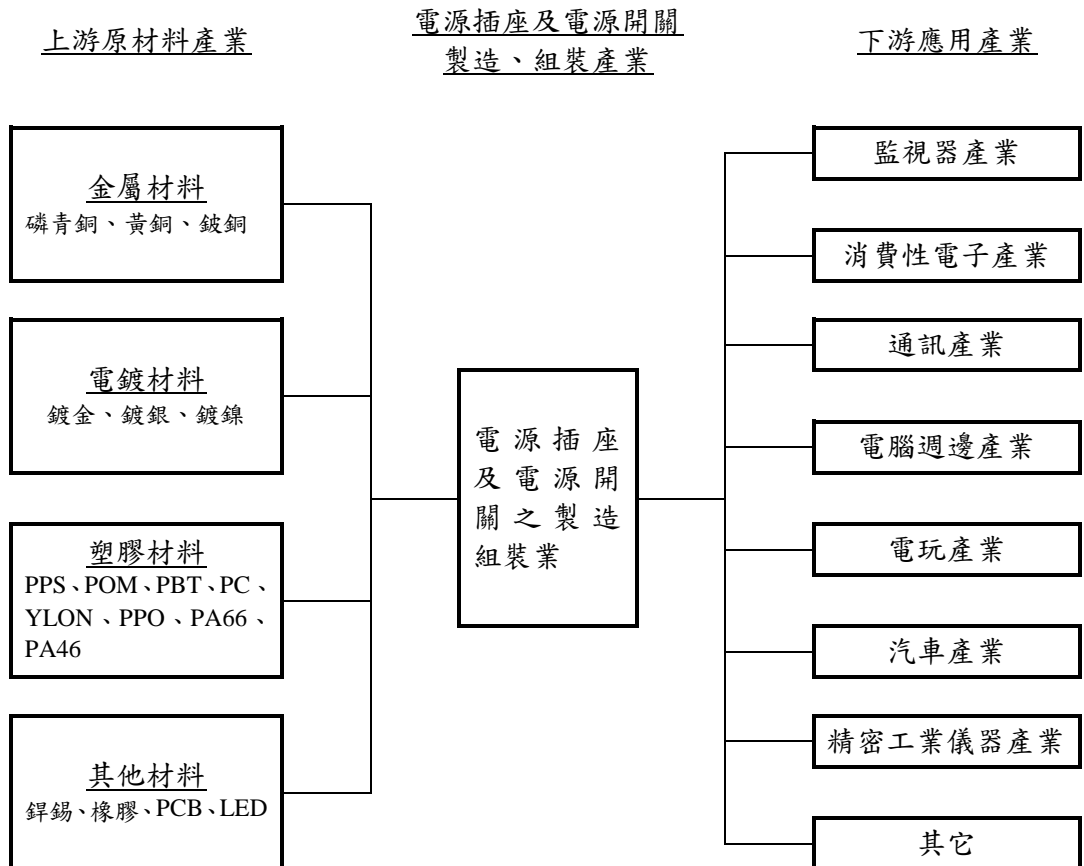 上游原材料產業
電源插座及電源開關
製造、組裝產業
下游應用產業
金屬材料
磷青銅、黃銅、鈹銅
電鍍材料
鍍金、鍍銀、鍍鎳
塑膠材料
PPS、POM、PBT、PC、
YLON、PPO、PA66、
PA46
其他材料
銲錫、橡膠、PCB、LED
電源插座
及電源開
關之製造
組裝業
監視器產業
消費性電子產業
通訊產業
電腦週邊產業
電玩產業
汽車產業
精密工業儀器產業
其它